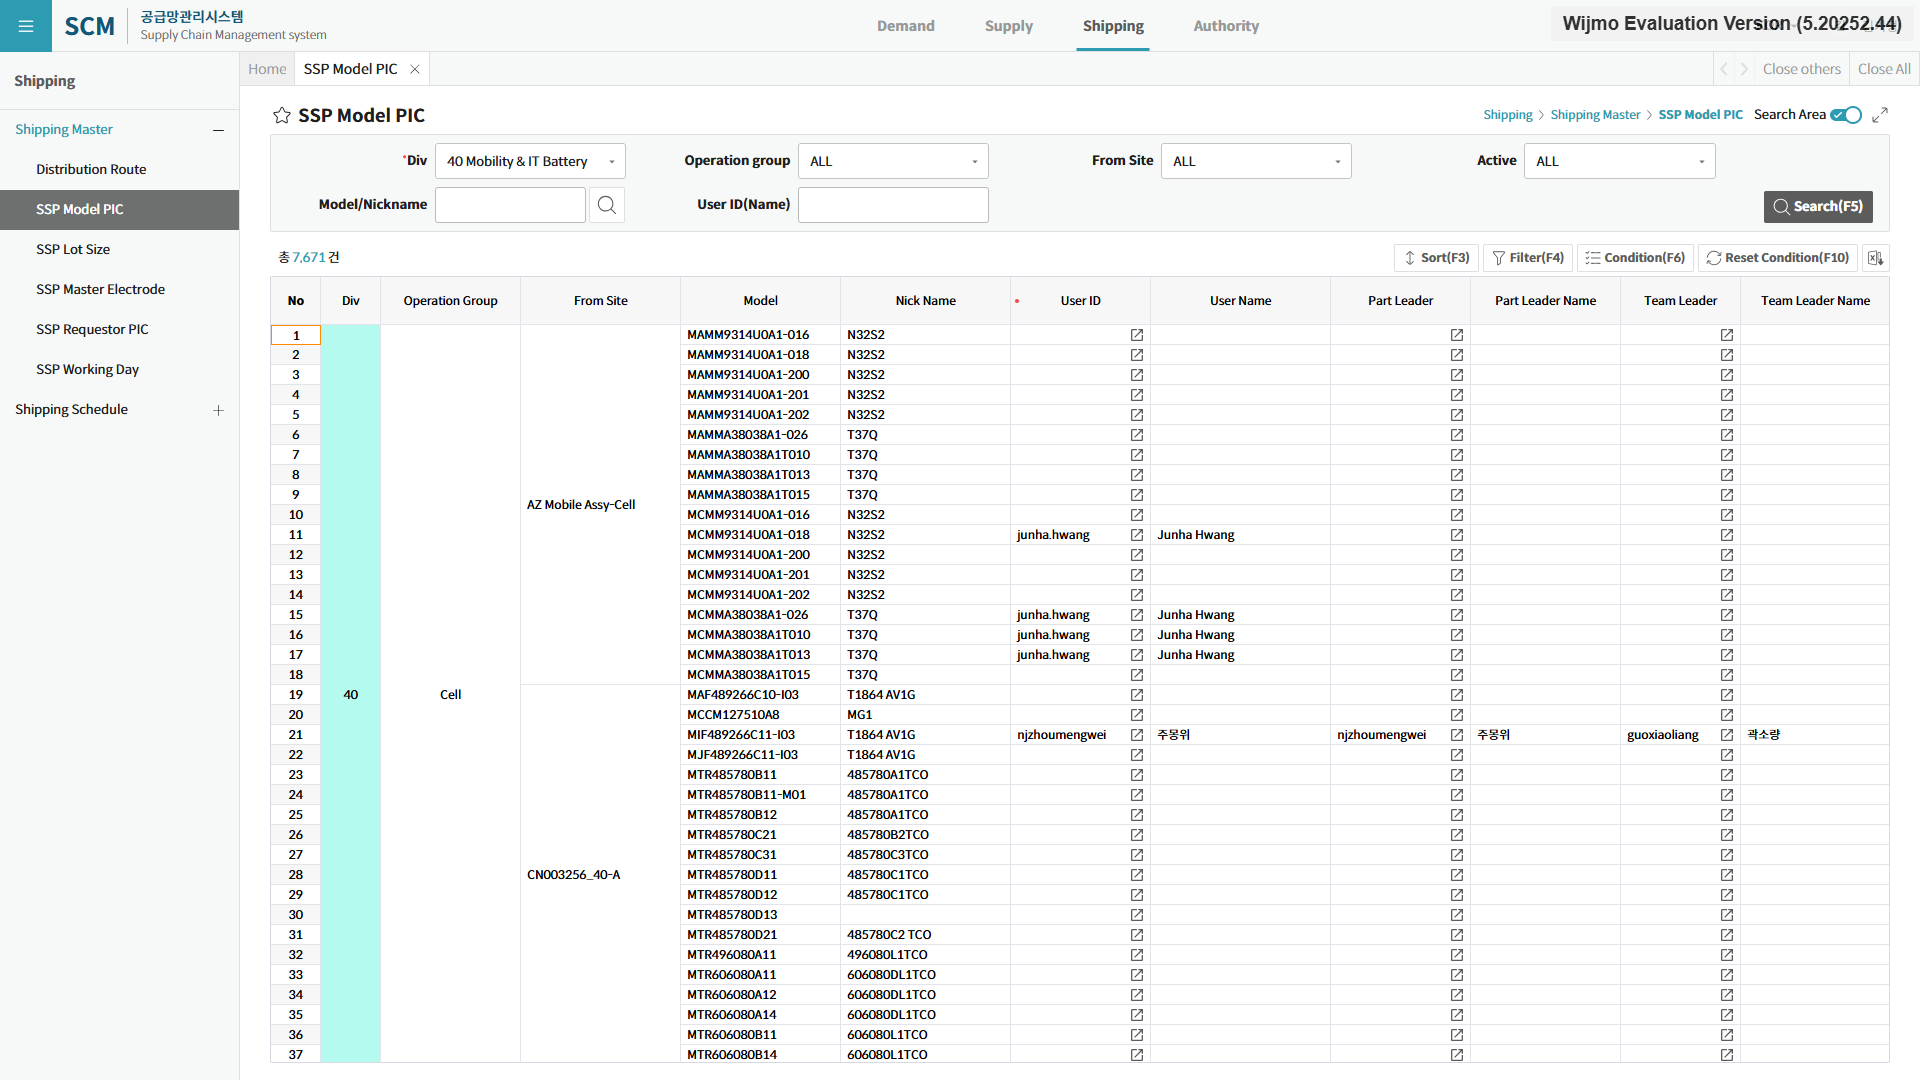 SCM 공급망관리시스템
Supply Chain Management system
Demand Supply Shipping Authority
Wijmo Evaluation Version (5.20252.44)
Shipping
Home SSP Model PIC
Close others Close All
Shipping Master
Distribution Route
SSP Model PIC
SSP Lot Size
SSP Master Electrode
SSP Requestor PIC
SSP Working Day
Shipping Schedule
SSP Model PIC
Shipping > Shipping Master > SSP Model PIC Search Area
*Div 40 Mobility & IT Battery Operation group ALL From Site ALL Active ALL
Model/Nickname User ID(Name) Search(F5)
총 7,671 건 Sort(F3) Filter(F4) Condition(F6) Reset Condition(F10)
No Div Operation Group From Site Model Nick Name User ID User Name Part Leader Part Leader Name Team Leader Team Leader Name
1 MAMM9314U0A1-016 N32S2
2 MAMM9314U0A1-018 N32S2
3 MAMM9314U0A1-200 N32S2
4 MAMM9314U0A1-201 N32S2
5 MAMM9314U0A1-202 N32S2
6 MAMMA38038A1-026 T37Q
7 MAMMA38038A1T010 T37Q
8 MAMMA38038A1T013 T37Q
9 MAMMA38038A1T015 T37Q
AZ Mobile Assy-Cell
10 MCMM9314U0A1-016 N32S2
11 MCMM9314U0A1-018 N32S2 junha.hwang Junha Hwang
12 MCMM9314U0A1-200 N32S2
13 MCMM9314U0A1-201 N32S2
14 MCMM9314U0A1-202 N32S2
15 MCMMA38038A1-026 T37Q junha.hwang Junha Hwang
16 MCMMA38038A1T010 T37Q junha.hwang Junha Hwang
17 MCMMA38038A1T013 T37Q junha.hwang Junha Hwang
18 MCMMA38038A1T015 T37Q
19 40 Cell MAF489266C10-I03 T1864 AV1G
20 MCCM127510A8 MG1
21 MIF489266C11-I03 T1864 AV1G njzhoumengwei 주몽위 njzhoumengwei 주몽위 guoxiaoliang 곽소량
22 MJF489266C11-I03 T1864 AV1G
23 MTR485780B11 485780A1TCO
24 MTR485780B11-M01 485780A1TCO
25 MTR485780B12 485780A1TCO
26 MTR485780C21 485780B2TCO
27 MTR485780C31 485780C3TCO
28 CN003256_40-A MTR485780D11 485780C1TCO
29 MTR485780D12 485780C1TCO
30 MTR485780D13
31 MTR485780D21 485780C2 TCO
32 MTR496080A11 496080L1TCO
33 MTR606080A11 606080DL1TCO
34 MTR606080A12 606080DL1TCO
35 MTR606080A14 606080DL1TCO
36 MTR606080B11 606080L1TCO
37 MTR606080B14 606080L1TCO